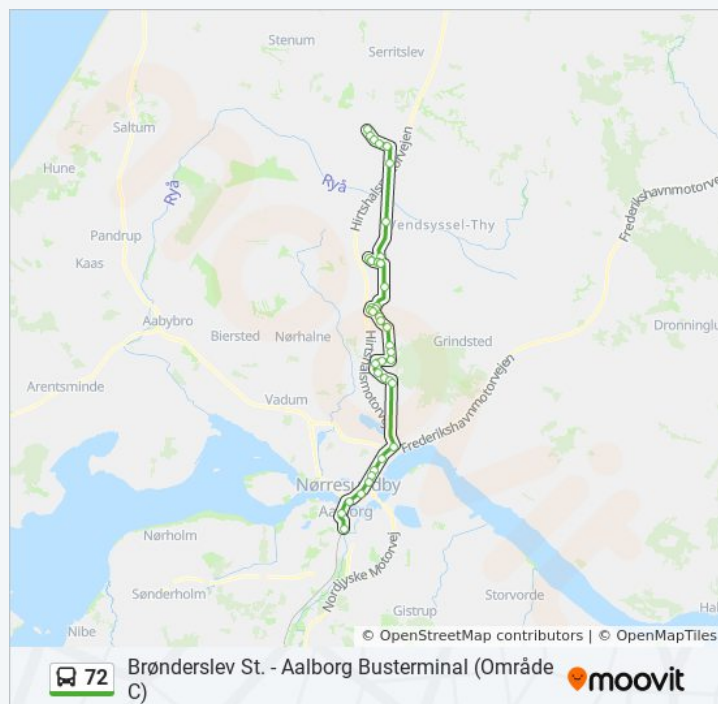 Stenum
Serritslev
Saltum
Hune
Ryå
Ryå
Hirtshalsmotorvejen
Vendsyssel-Thy
Frederikshavnmotorve
Pandrup
Kaas
Aabybro
Biersted
Nørhalne
Grindsted
Dronninglu
Hirtshalsmotorve
Arentsminde
Vadum
Frederikshavnmotorvejen
Nørresundby
Aalborg
Nørholm
Nordjyske Motorvej
Sønderholm
Storvorde
Gistrup
Nibe
Hal
© OpenStreetMap contributors | © OpenMapTiles
72
Brønderslev St. - Aalborg Busterminal (Område
C)
moovit